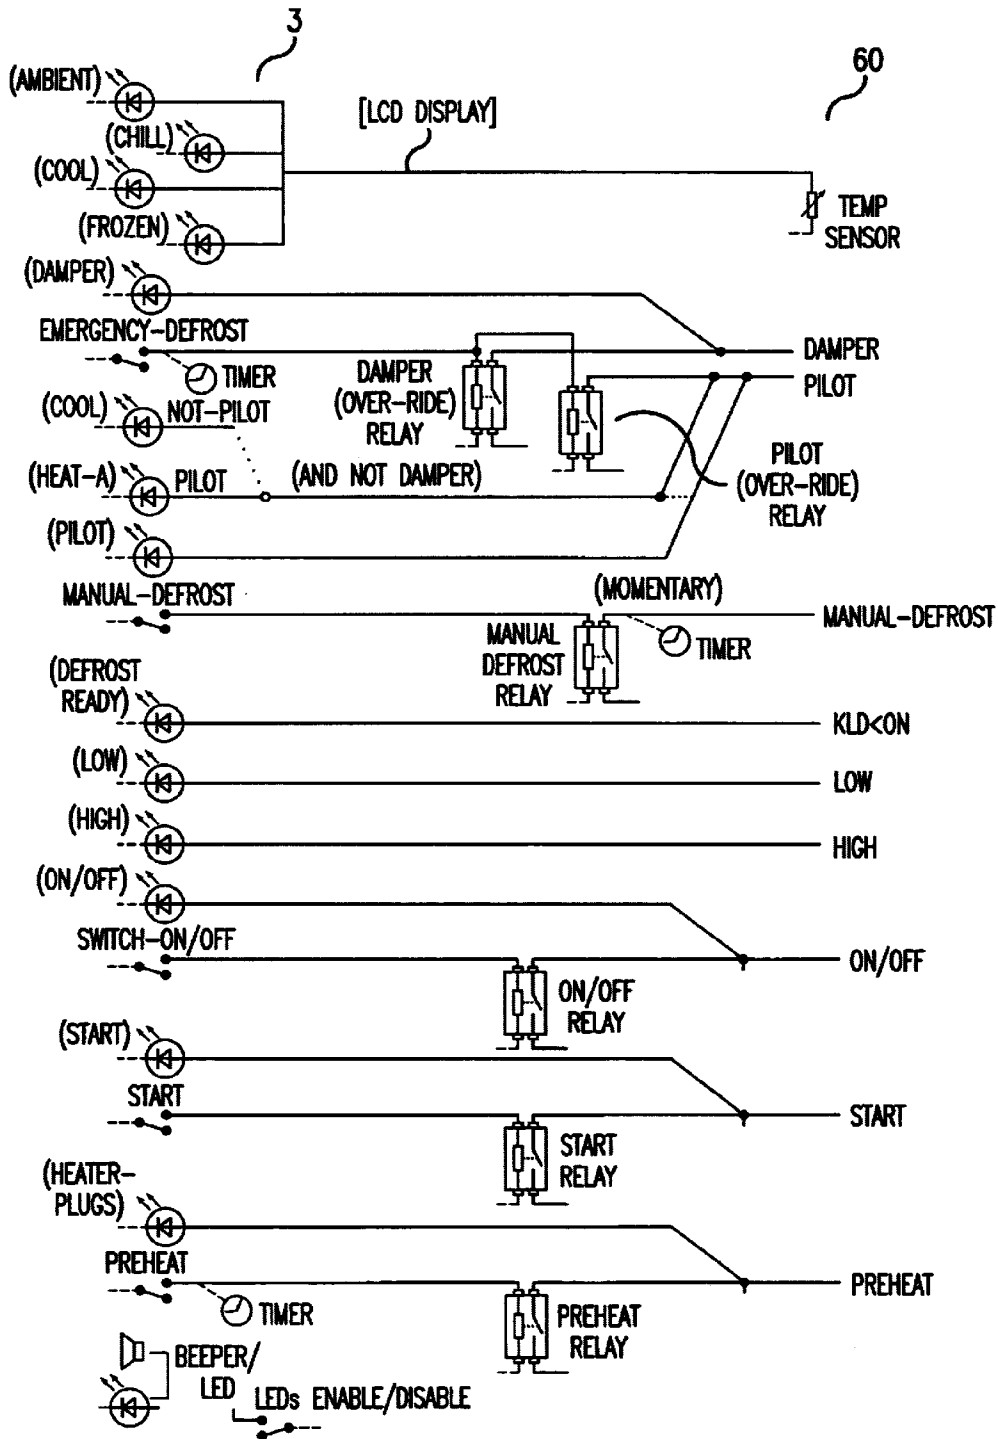 3
60
(AMBIENT)
[LCD DISPLAY]
(CHILL)
(COOL)
(FROZEN)
TEMP
SENSOR
(DAMPER)
EMERGENCY-DEFROST
TIMER
DAMPER
(OVER-RIDE)
RELAY
DAMPER
PILOT
(COOL)
NOT-PILOT
(HEAT-A)
PILOT
(AND NOT DAMPER)
PILOT
(OVER-RIDE)
RELAY
(PILOT)
MANUAL-DEFROST
(MOMENTARY)
MANUAL-DEFROST
MANUAL
DEFROST
RELAY
TIMER
(DEFROST
READY)
KLD<ON
(LOW)
LOW
(HIGH)
HIGH
(ON/OFF)
SWITCH-ON/OFF
ON/OFF
ON/OFF
RELAY
(START)
START
START
START
RELAY
(HEATER-
PLUGS)
PREHEAT
PREHEAT
TIMER
PREHEAT
RELAY
BEEPER/
LED
LEDs ENABLE/DISABLE